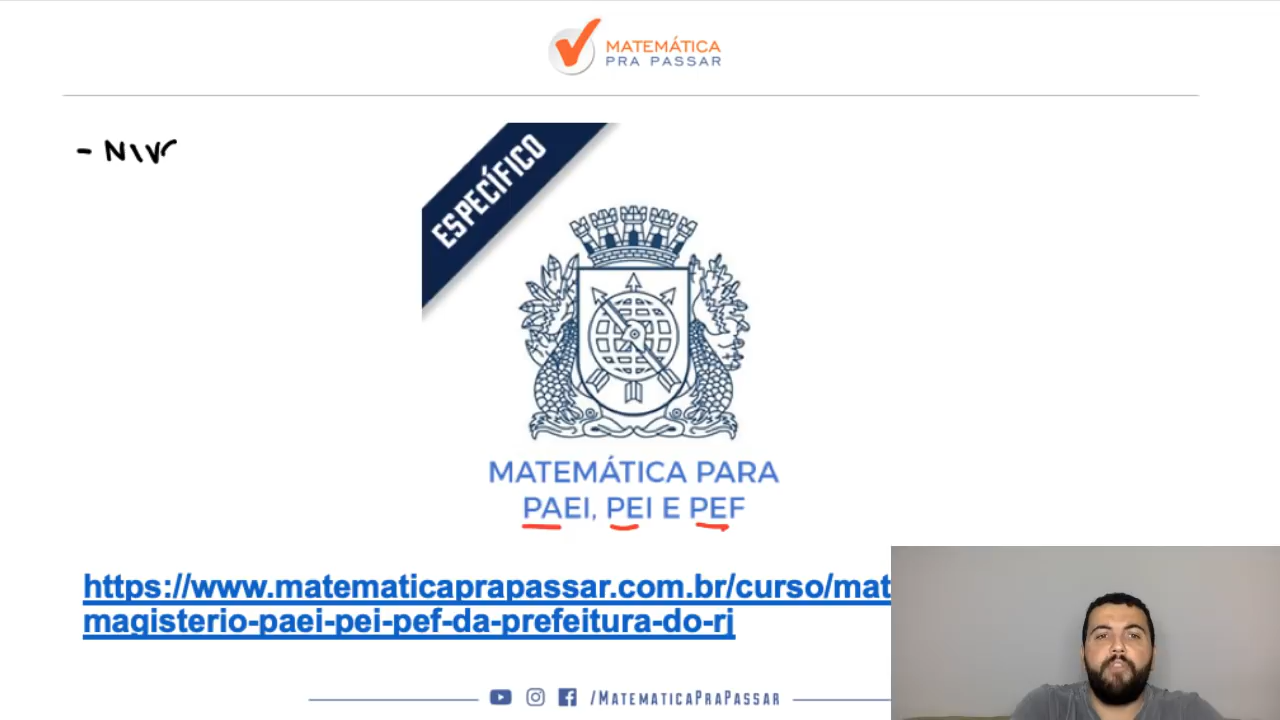 MATEMÁTICA
PRA PASSAR
- NIV
ESPECÍFICO
MATEMÁTICA PARA
PAEI, PEI E PEF
https://www.matematicaprapassar.com.br/curso/mat
magisterio-paei-pei-pef-da-prefeitura-do-rj
/MATEMATICAPRAPASSAR